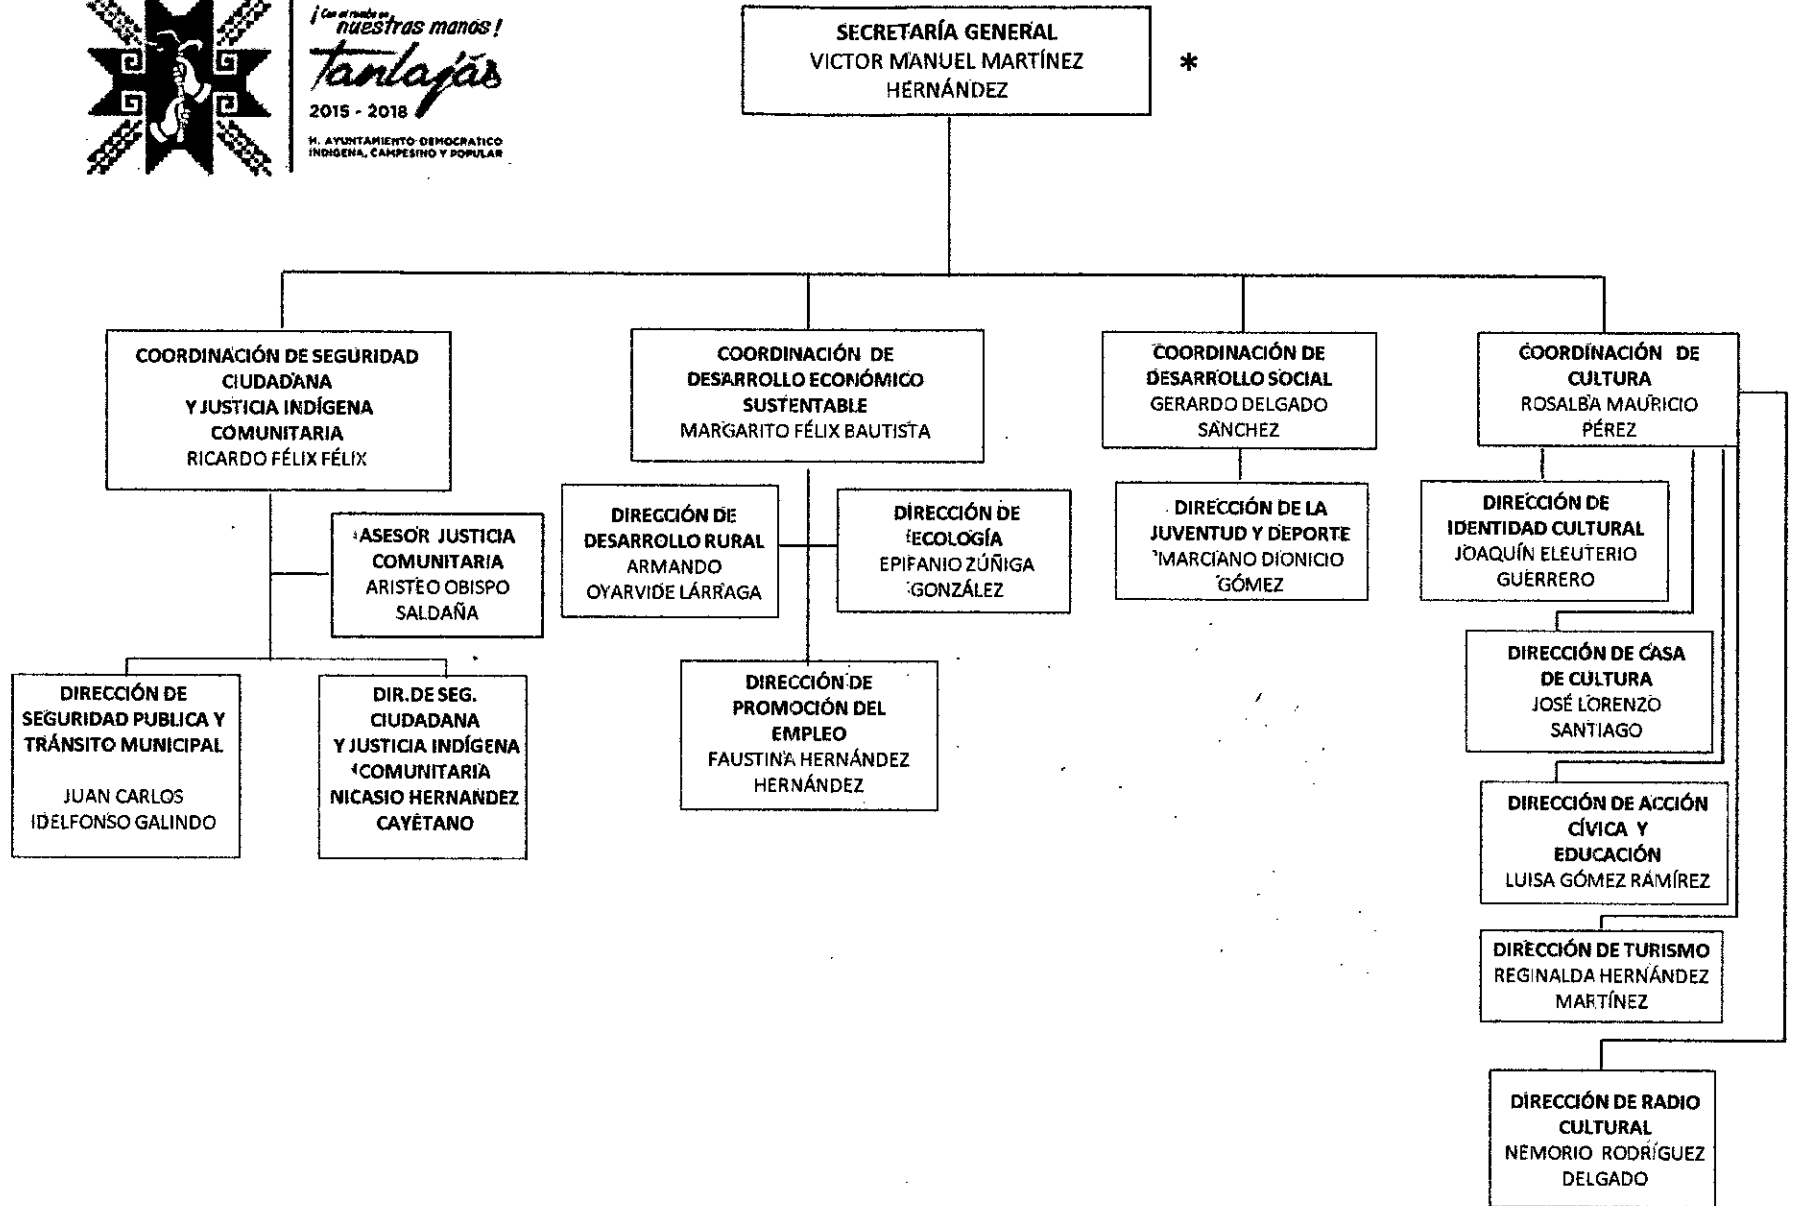 ¡Con el rumbo en
nuestras manos!
Tanlajás
2015 - 2018
H. AYUNTAMIENTO DEMOCRATICO
INDIGENA, CAMPESINO Y POPULAR
SECRETARÍA GENERAL
VICTOR MANUEL MARTÍNEZ
HERNÁNDEZ
*
COORDINACIÓN DE SEGURIDAD
CIUDADANA
Y JUSTICIA INDÍGENA
COMUNITARIA
RICARDO FÉLIX FÉLIX
COORDINACIÓN DE
DESARROLLO ECONÓMICO
SUSTENTABLE
MARGARITO FÉLIX BAUTISTA
COORDINACIÓN DE
DESARROLLO SOCIAL
GERARDO DELGADO
SÁNCHEZ
COORDINACIÓN DE
CULTURA
ROSALBA MAURICIO
PÉREZ
ASESOR JUSTICIA
COMUNITARIA
ARISTEO OBISPO
SALDAÑA
DIRECCIÓN DE
DESARROLLO RURAL
ARMANDO
OYARVIDE LÁRRAGA
DIRECCIÓN DE
ECOLOGÍA
EPIFANIO ZÚÑIGA
GONZÁLEZ
DIRECCIÓN DE LA
JUVENTUD Y DEPORTE
MARCIANO DIONICIO
GÓMEZ
DIRECCIÓN DE
IDENTIDAD CULTURAL
JOAQUÍN ELEUTERIO
GUERRERO
DIRECCIÓN DE
SEGURIDAD PUBLICA Y
TRÁNSITO MUNICIPAL
JUAN CARLOS
IDELFONSO GALINDO
DIR. DE SEG.
CIUDADANA
Y JUSTICIA INDÍGENA
COMUNITARIA
NICASIO HERNANDEZ
CAYETANO
DIRECCIÓN DE
PROMOCIÓN DEL
EMPLEO
FAUSTINA HERNÁNDEZ
HERNÁNDEZ
DIRECCIÓN DE CASA
DE CULTURA
JOSÉ LORENZO
SANTIAGO
DIRECCIÓN DE ACCIÓN
CÍVICA Y
EDUCACIÓN
LUISA GÓMEZ RAMÍREZ
DIRECCIÓN DE TURISMO
REGINALDA HERNÁNDEZ
MARTÍNEZ
DIRECCIÓN DE RADIO
CULTURAL
NEMORIO RODRÍGUEZ
DELGADO